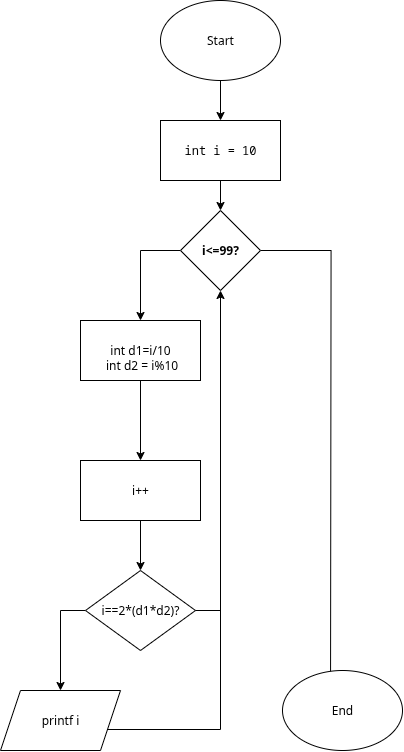 Start
int i = 10
i<=99?
int d1=i/10
int d2 = i%10
i++
i==2*(d1*d2)?
printf i
End